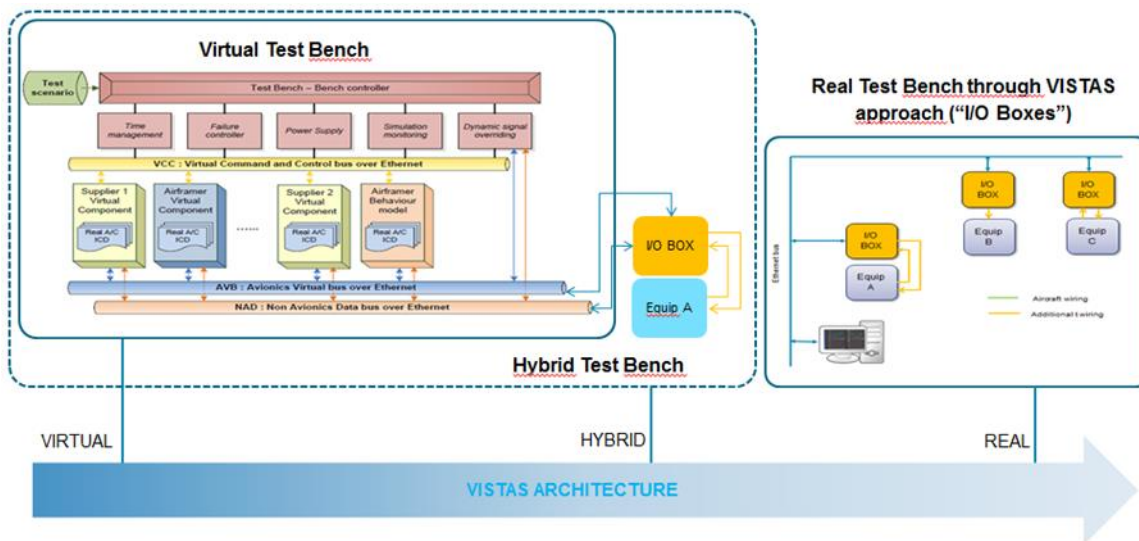 Virtual Test Bench
Test
scenario
Test Bench – Bench controller
Time
management
Failure
controller
Power Supply
Simulation
monitoring
Dynamic signal
overriding
VCC : Virtual Command and Control bus over Ethernet
Supplier 1
Virtual
Component
Real A/C
ICD
Airframer
Virtual
Component
Real A/C
ICD
......
Supplier 2
Virtual
Component
Real A/C
ICD
Airframer
Behaviour
model
Real A/C
ICD
AVB : Avionics Virtual bus over Ethernet
NAD : Non Avionics Data bus over Ethernet
I/O BOX
Equip A
Hybrid Test Bench
Real Test Bench through VISTAS
approach (“I/O Boxes”)
Ethernet bus
I/O
BOX
Equip
A
I/O
BOX
Equip
B
I/O
BOX
Equip
C
Aircraft wiring
Additional t wiring
VIRTUAL
HYBRID
REAL
VISTAS ARCHITECTURE